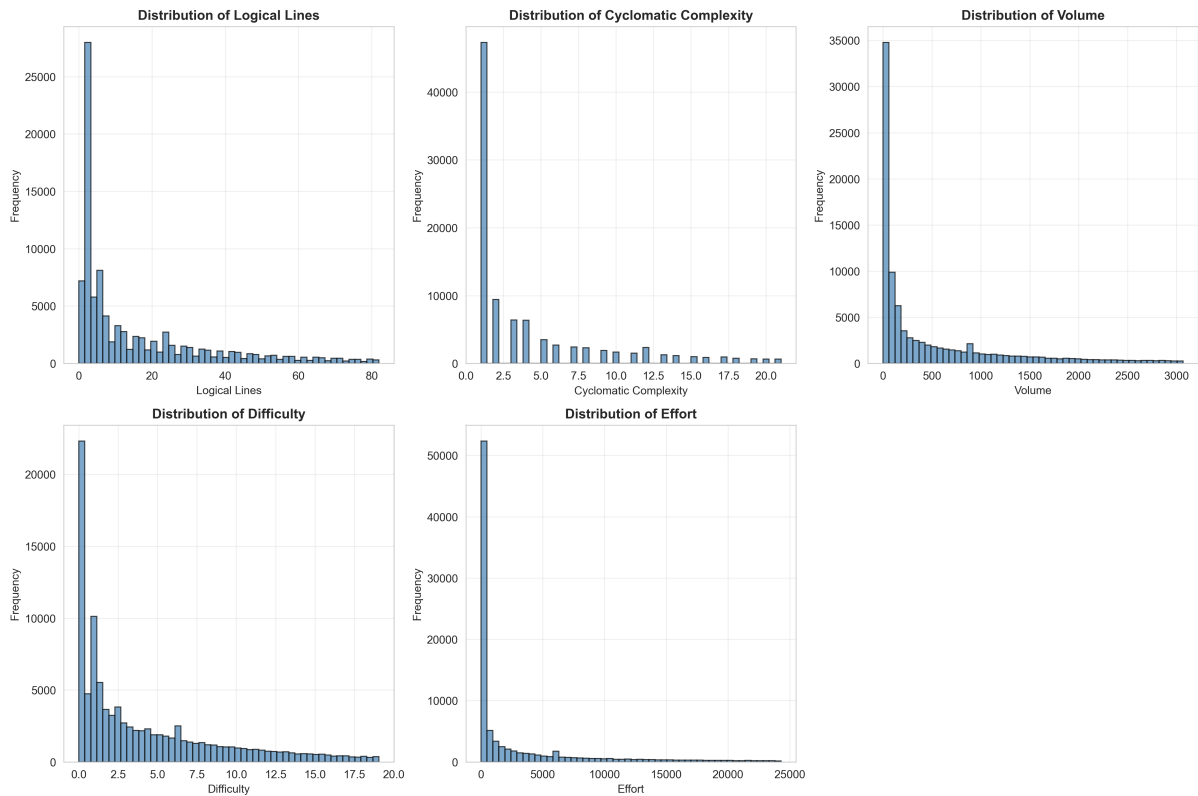 Distribution of Logical Lines
Frequency
25000
20000
15000
10000
5000
0
0 20 40 60 80
Logical Lines
Distribution of Cyclomatic Complexity
Frequency
40000
30000
20000
10000
0
0.0 2.5 5.0 7.5 10.0 12.5 15.0 17.5 20.0
Cyclomatic Complexity
Distribution of Volume
Frequency
35000
30000
25000
20000
15000
10000
5000
0
0 500 1000 1500 2000 2500 3000
Volume
Distribution of Difficulty
Frequency
20000
15000
10000
5000
0
0.0 2.5 5.0 7.5 10.0 12.5 15.0 17.5 20.0
Difficulty
Distribution of Effort
Frequency
50000
40000
30000
20000
10000
0
0 5000 10000 15000 20000 25000
Effort